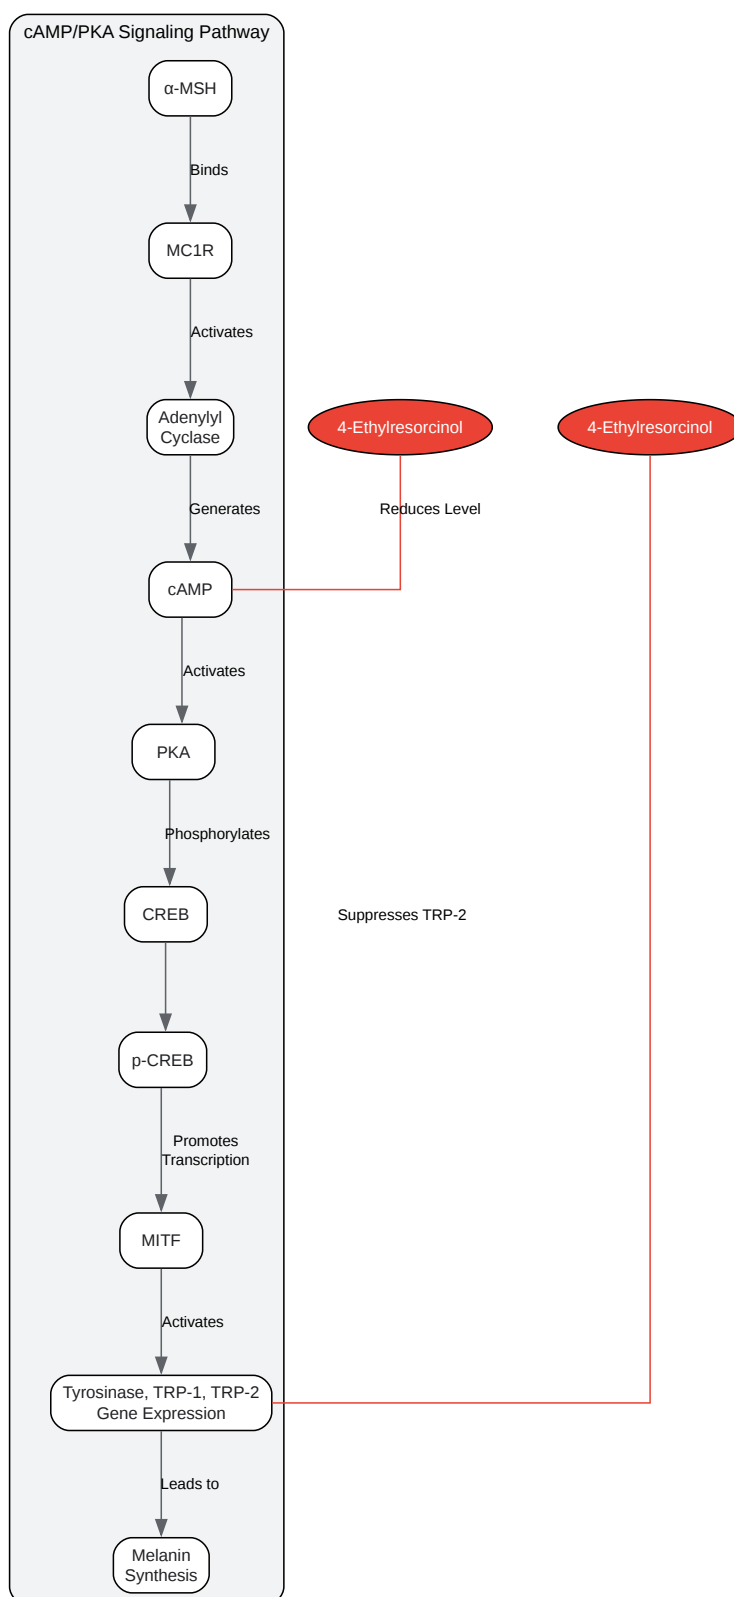 cAMP/PKA Signaling Pathway
α-MSH
Binds
MC1R
Activates
Adenylyl
Cyclase
4-Ethylresorcinol
4-Ethylresorcinol
Generates
Reduces Level
cAMP
Activates
PKA
Phosphorylates
CREB
Suppresses TRP-2
p-CREB
Promotes
Transcription
MITF
Activates
Tyrosinase, TRP-1, TRP-2
Gene Expression
Leads to
Melanin
Synthesis